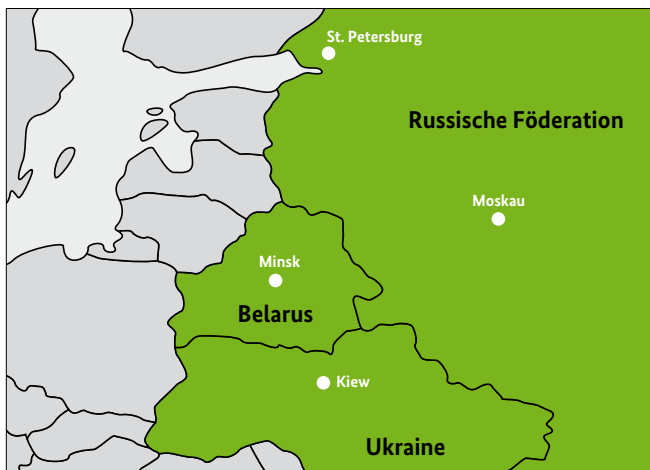 St. Petersburg
Russische Föderation
Moskau
Minsk
Belarus
Kiew
Ukraine